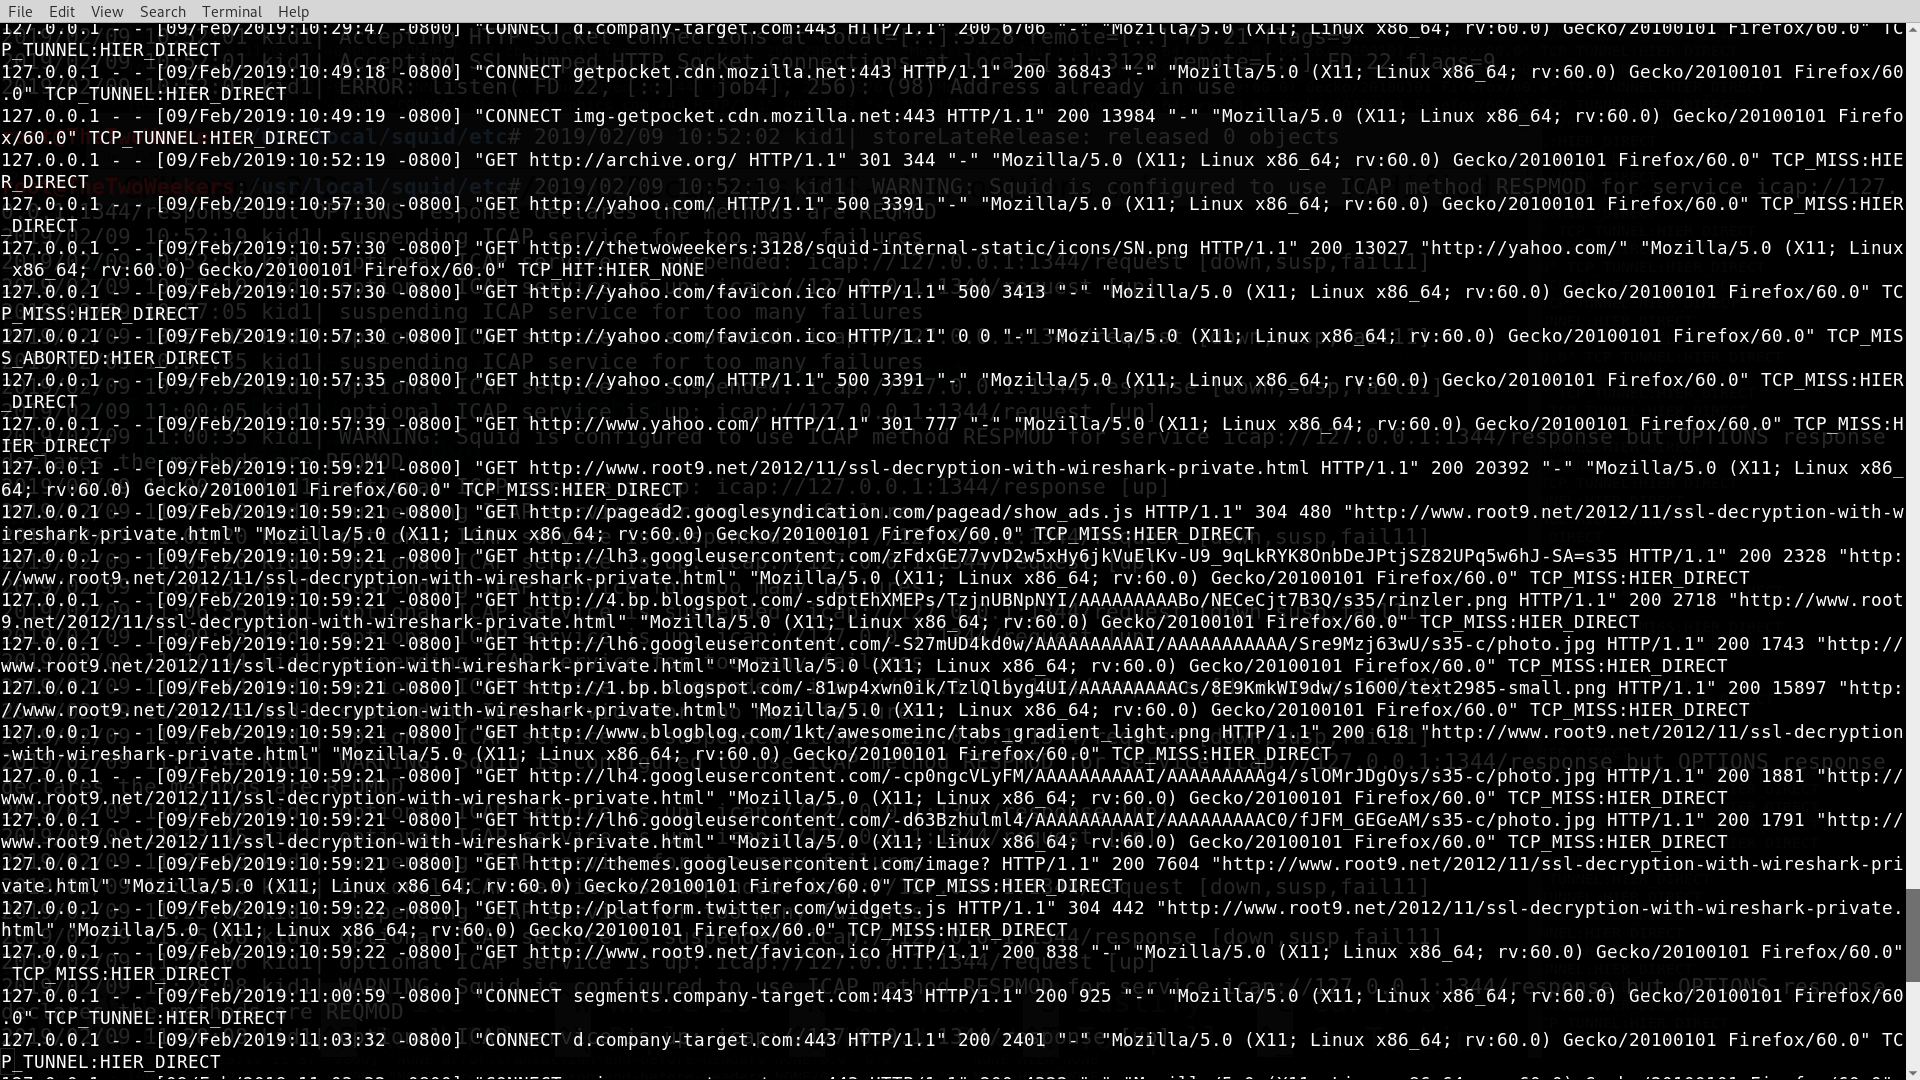 File Edit View Search Terminal Help
127.0.0.1 - - [09/Feb/2019:10:29:47 -0800] "CONNECT d.company-target.com:443 HTTP/1.1" 200 6706 "-" "Mozilla/5.0 (X11; Linux x86_64; rv:60.0) Gecko/20100101 Firefox/60.0" TC
P_TUNNEL:HIER_DIRECT
127.0.0.1 - - [09/Feb/2019:10:49:18 -0800] "CONNECT getpocket.cdn.mozilla.net:443 HTTP/1.1" 200 36843 "-" "Mozilla/5.0 (X11; Linux x86_64; rv:60.0) Gecko/20100101 Firefox/60
.0" TCP_TUNNEL:HIER_DIRECT
127.0.0.1 - - [09/Feb/2019:10:49:19 -0800] "CONNECT img-getpocket.cdn.mozilla.net:443 HTTP/1.1" 200 13984 "-" "Mozilla/5.0 (X11; Linux x86_64; rv:60.0) Gecko/20100101 Firefo
x/60.0" TCP_TUNNEL:HIER_DIRECT
127.0.0.1 - - [09/Feb/2019:10:52:19 -0800] "GET http://archive.org/ HTTP/1.1" 301 344 "-" "Mozilla/5.0 (X11; Linux x86_64; rv:60.0) Gecko/20100101 Firefox/60.0" TCP_MISS:HIE
R_DIRECT
127.0.0.1 - - [09/Feb/2019:10:57:30 -0800] "GET http://yahoo.com/ HTTP/1.1" 500 3391 "-" "Mozilla/5.0 (X11; Linux x86_64; rv:60.0) Gecko/20100101 Firefox/60.0" TCP_MISS:HIER
_DIRECT
127.0.0.1 - - [09/Feb/2019:10:57:30 -0800] "GET http://thetwoweekers:3128/squid-internal-static/icons/SN.png HTTP/1.1" 200 13027 "http://yahoo.com/" "Mozilla/5.0 (X11; Linux
 x86_64; rv:60.0) Gecko/20100101 Firefox/60.0" TCP_HIT:HIER_NONE
127.0.0.1 - - [09/Feb/2019:10:57:30 -0800] "GET http://yahoo.com/favicon.ico HTTP/1.1" 500 3413 "-" "Mozilla/5.0 (X11; Linux x86_64; rv:60.0) Gecko/20100101 Firefox/60.0" TC
P_MISS:HIER_DIRECT
127.0.0.1 - - [09/Feb/2019:10:57:30 -0800] "GET http://yahoo.com/favicon.ico HTTP/1.1" 0 0 "-" "Mozilla/5.0 (X11; Linux x86_64; rv:60.0) Gecko/20100101 Firefox/60.0" TCP_MIS
S_ABORTED:HIER_DIRECT
127.0.0.1 - - [09/Feb/2019:10:57:35 -0800] "GET http://yahoo.com/ HTTP/1.1" 500 3391 "-" "Mozilla/5.0 (X11; Linux x86_64; rv:60.0) Gecko/20100101 Firefox/60.0" TCP_MISS:HIER
_DIRECT
127.0.0.1 - - [09/Feb/2019:10:57:39 -0800] "GET http://www.yahoo.com/ HTTP/1.1" 301 777 "-" "Mozilla/5.0 (X11; Linux x86_64; rv:60.0) Gecko/20100101 Firefox/60.0" TCP_MISS:H
IER_DIRECT
127.0.0.1 - - [09/Feb/2019:10:59:21 -0800] "GET http://www.root9.net/2012/11/ssl-decryption-with-wireshark-private.html HTTP/1.1" 200 20392 "-" "Mozilla/5.0 (X11; Linux x86_
64; rv:60.0) Gecko/20100101 Firefox/60.0" TCP_MISS:HIER_DIRECT
127.0.0.1 - - [09/Feb/2019:10:59:21 -0800] "GET http://pagead2.googlesyndication.com/pagead/show_ads.js HTTP/1.1" 304 480 "http://www.root9.net/2012/11/ssl-decryption-with-w
ireshark-private.html" "Mozilla/5.0 (X11; Linux x86_64; rv:60.0) Gecko/20100101 Firefox/60.0" TCP_MISS:HIER_DIRECT
127.0.0.1 - - [09/Feb/2019:10:59:21 -0800] "GET http://lh3.googleusercontent.com/zFdxGE77vvD2w5xHy6jkVuElKv-U9_9qLkRYK8OnbDeJPtjSZ82UPq5w6hJ-SA=s35 HTTP/1.1" 200 2328 "http:
//www.root9.net/2012/11/ssl-decryption-with-wireshark-private.html" "Mozilla/5.0 (X11; Linux x86_64; rv:60.0) Gecko/20100101 Firefox/60.0" TCP_MISS:HIER_DIRECT
127.0.0.1 - - [09/Feb/2019:10:59:21 -0800] "GET http://4.bp.blogspot.com/-sdptEhXMEPs/TzjnUBNpNYI/AAAAAAAAABo/NECeCjt7B3Q/s35/rinzler.png HTTP/1.1" 200 2718 "http://www.root
9.net/2012/11/ssl-decryption-with-wireshark-private.html" "Mozilla/5.0 (X11; Linux x86_64; rv:60.0) Gecko/20100101 Firefox/60.0" TCP_MISS:HIER_DIRECT
127.0.0.1 - - [09/Feb/2019:10:59:21 -0800] "GET http://lh6.googleusercontent.com/-S27mUD4kd0w/AAAAAAAAAAI/AAAAAAAAAAA/Sre9Mzj63wU/s35-c/photo.jpg HTTP/1.1" 200 1743 "http://
www.root9.net/2012/11/ssl-decryption-with-wireshark-private.html" "Mozilla/5.0 (X11; Linux x86_64; rv:60.0) Gecko/20100101 Firefox/60.0" TCP_MISS:HIER_DIRECT
127.0.0.1 - - [09/Feb/2019:10:59:21 -0800] "GET http://1.bp.blogspot.com/-81wp4xwn0ik/TzlQlbyg4UI/AAAAAAAAACs/8E9KmkWI9dw/s1600/text2985-small.png HTTP/1.1" 200 15897 "http:
//www.root9.net/2012/11/ssl-decryption-with-wireshark-private.html" "Mozilla/5.0 (X11; Linux x86_64; rv:60.0) Gecko/20100101 Firefox/60.0" TCP_MISS:HIER_DIRECT
127.0.0.1 - - [09/Feb/2019:10:59:21 -0800] "GET http://www.blogblog.com/1kt/awesomeinc/tabs_gradient_light.png HTTP/1.1" 200 618 "http://www.root9.net/2012/11/ssl-decryption
-with-wireshark-private.html" "Mozilla/5.0 (X11; Linux x86_64; rv:60.0) Gecko/20100101 Firefox/60.0" TCP_MISS:HIER_DIRECT
127.0.0.1 - - [09/Feb/2019:10:59:21 -0800] "GET http://lh4.googleusercontent.com/-cp0ngcVLyFM/AAAAAAAAAAI/AAAAAAAAAg4/slOMrJDgOys/s35-c/photo.jpg HTTP/1.1" 200 1881 "http://
www.root9.net/2012/11/ssl-decryption-with-wireshark-private.html" "Mozilla/5.0 (X11; Linux x86_64; rv:60.0) Gecko/20100101 Firefox/60.0" TCP_MISS:HIER_DIRECT
127.0.0.1 - - [09/Feb/2019:10:59:21 -0800] "GET http://lh6.googleusercontent.com/-d63Bzhulml4/AAAAAAAAAAI/AAAAAAAAAC0/fJFM_GEGeAM/s35-c/photo.jpg HTTP/1.1" 200 1791 "http://
www.root9.net/2012/11/ssl-decryption-with-wireshark-private.html" "Mozilla/5.0 (X11; Linux x86_64; rv:60.0) Gecko/20100101 Firefox/60.0" TCP_MISS:HIER_DIRECT
127.0.0.1 - - [09/Feb/2019:10:59:21 -0800] "GET http://themes.googleusercontent.com/image? HTTP/1.1" 200 7604 "http://www.root9.net/2012/11/ssl-decryption-with-wireshark-pri
vate.html" "Mozilla/5.0 (X11; Linux x86_64; rv:60.0) Gecko/20100101 Firefox/60.0" TCP_MISS:HIER_DIRECT
127.0.0.1 - - [09/Feb/2019:10:59:22 -0800] "GET http://platform.twitter.com/widgets.js HTTP/1.1" 304 442 "http://www.root9.net/2012/11/ssl-decryption-with-wireshark-private.
html" "Mozilla/5.0 (X11; Linux x86_64; rv:60.0) Gecko/20100101 Firefox/60.0" TCP_MISS:HIER_DIRECT
127.0.0.1 - - [09/Feb/2019:10:59:22 -0800] "GET http://www.root9.net/favicon.ico HTTP/1.1" 200 838 "-" "Mozilla/5.0 (X11; Linux x86_64; rv:60.0) Gecko/20100101 Firefox/60.0"
 TCP_MISS:HIER_DIRECT
127.0.0.1 - - [09/Feb/2019:11:00:59 -0800] "CONNECT segments.company-target.com:443 HTTP/1.1" 200 925 "-" "Mozilla/5.0 (X11; Linux x86_64; rv:60.0) Gecko/20100101 Firefox/60
.0" TCP_TUNNEL:HIER_DIRECT
127.0.0.1 - - [09/Feb/2019:11:03:32 -0800] "CONNECT d.company-target.com:443 HTTP/1.1" 200 2401 "-" "Mozilla/5.0 (X11; Linux x86_64; rv:60.0) Gecko/20100101 Firefox/60.0" TC
P_TUNNEL:HIER_DIRECT